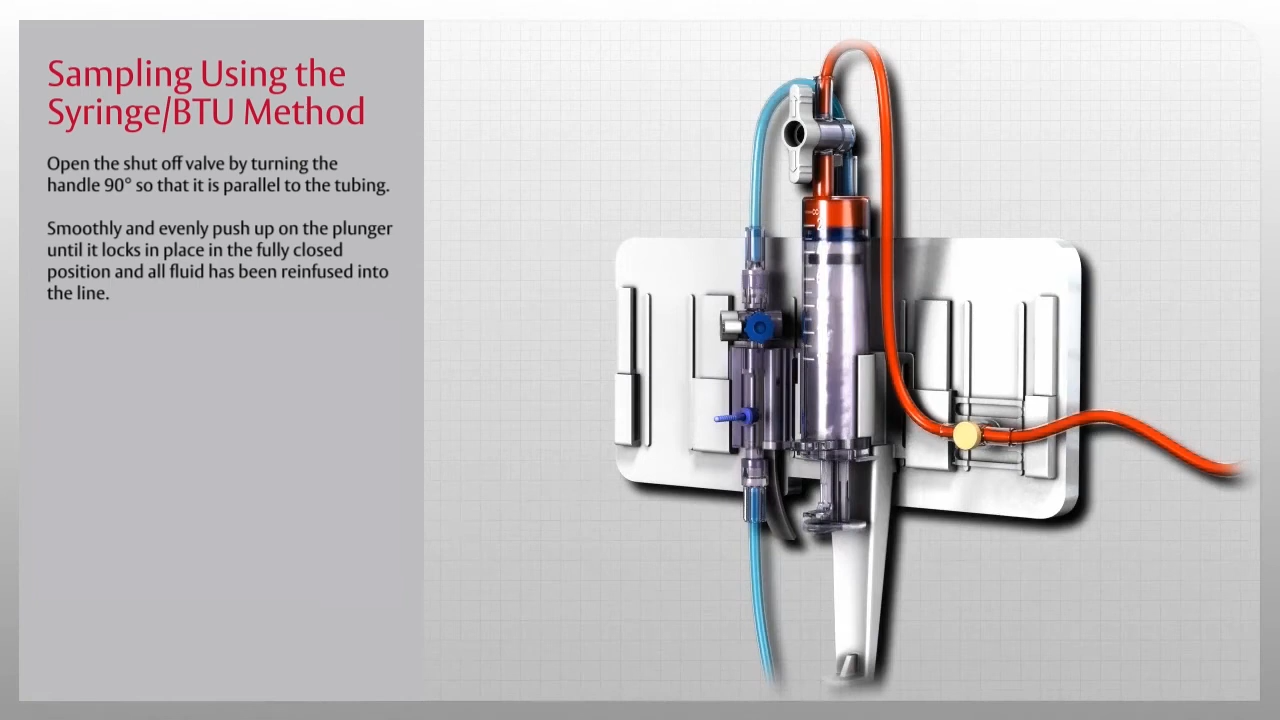 Sampling Using the
Syringe/BTU Method
Open the shut off valve by turning the
handle 90° so that it is parallel to the tubing.
Smoothly and evenly push up on the plunger
until it locks in place in the fully closed
position and all fluid has been reinfused into
the line.